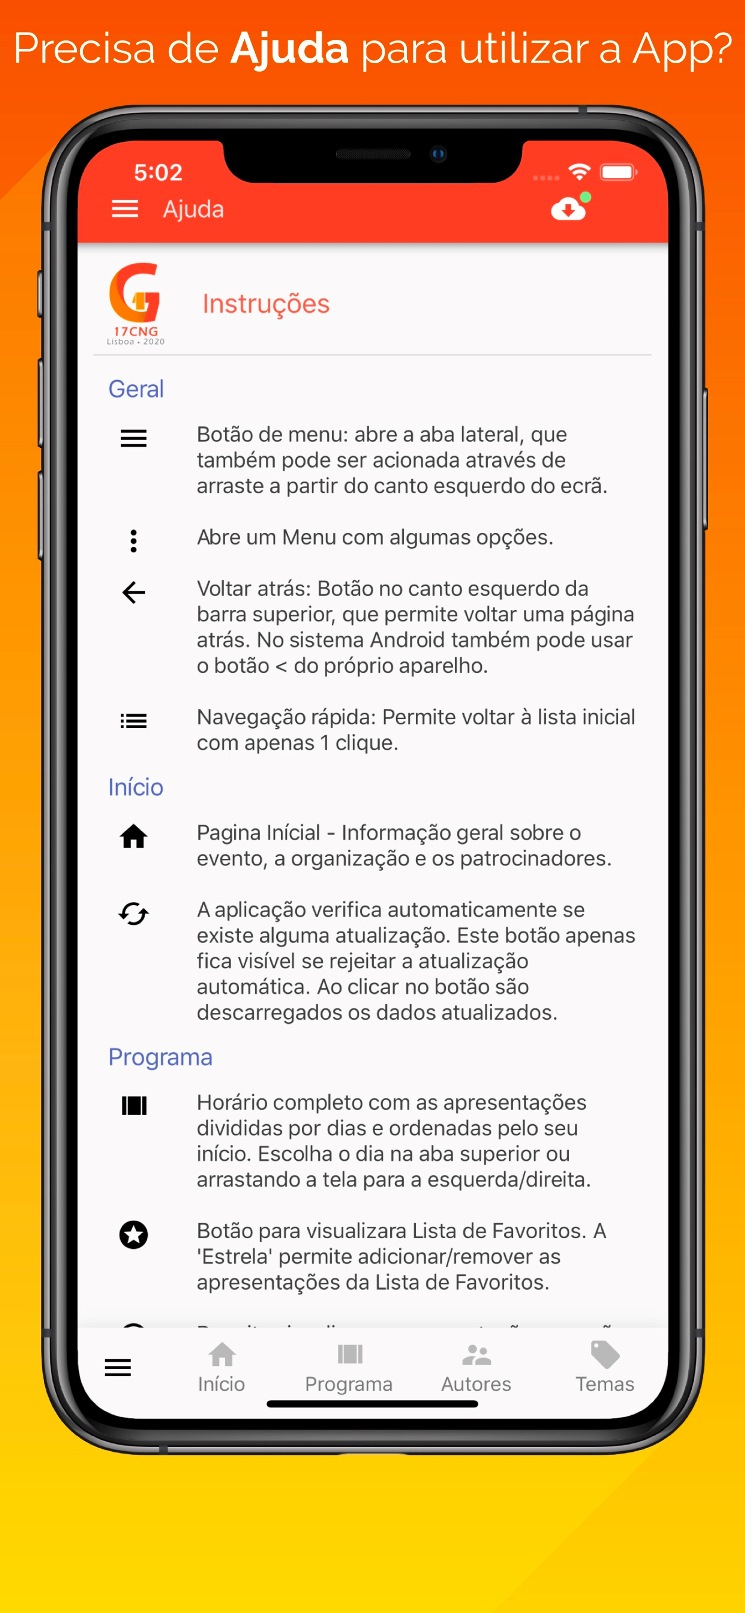 Precisa de Ajuda para utilizar a App?
5:02
Ajuda
17CNG
Lisboa • 2020
Instruções
Geral
Botão de menu: abre a aba lateral, que
também pode ser acionada através de
arraste a partir do canto esquerdo do ecrã.
Abre um Menu com algumas opções.
Voltar atrás: Botão no canto esquerdo da
barra superior, que permite voltar uma página
atrás. No sistema Android também pode usar
o botão < do próprio aparelho.
Navegação rápida: Permite voltar à lista inicial
com apenas 1 clique.
Início
Pagina Inícial - Informação geral sobre o
evento, a organização e os patrocinadores.
A aplicação verifica automaticamente se
existe alguma atualização. Este botão apenas
fica visível se rejeitar a atualização
automática. Ao clicar no botão são
descarregados os dados atualizados.
Programa
Horário completo com as apresentações
divididas por dias e ordenadas pelo seu
início. Escolha o dia na aba superior ou
arrastando a tela para a esquerda/direita.
Botão para visualizara Lista de Favoritos. A
'Estrela' permite adicionar/remover as
apresentações da Lista de Favoritos.
Início
Programa
Autores
Temas